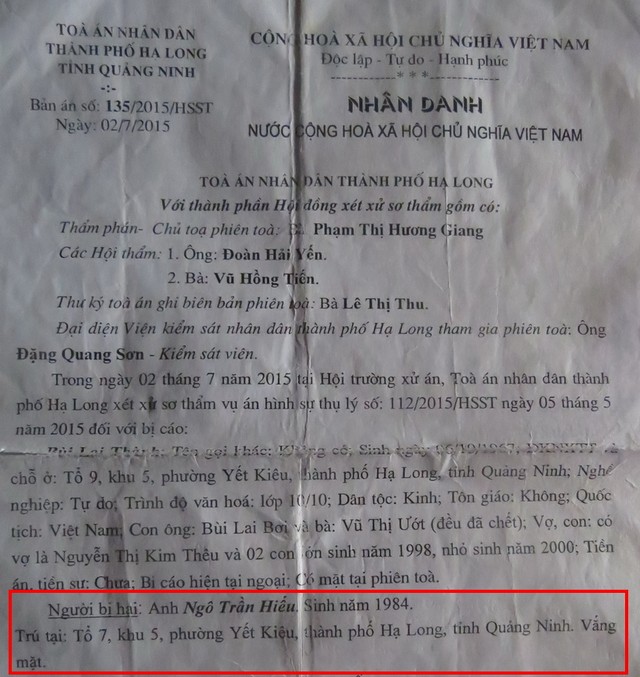 TOÀ ÁN NHÂN DÂN
THÀNH PHỐ HẠ LONG
TỈNH QUẢNG NINH
-:-
Bản án số: 135/2015/HSST
Ngày: 02/7/2015
CỘNG HOÀ XÃ HỘI CHỦ NGHĨA VIỆT NAM
Độc lập - Tự do - Hạnh phúc
------------***------------
NHÂN DANH
NƯỚC CỘNG HOÀ XÃ HỘI CHỦ NGHĨA VIỆT NAM
TOÀ ÁN NHÂN DÂN THÀNH PHỐ HẠ LONG
Với thành phần Hội đồng xét xử sơ thẩm gồm có:
Thẩm phán- Chủ toạ phiên toà: Phạm Thị Hương Giang
Các Hội thẩm: 1. Ông: Đoàn Hải Yến.
2. Bà: Vũ Hồng Tiến.
Thư ký toà án ghi biên bản phiên toà: Bà Lê Thị Thu.
Đại diện Viện kiểm sát nhân dân thành phố Hạ Long tham gia phiên toà: Ông
Đặng Quang Sơn - Kiểm sát viên.
Trong ngày 02 tháng 7 năm 2015 tại Hội trường xử án, Toà án nhân dân thành
phố Hạ Long xét xử sơ thẩm vụ án hình sự thụ lý số: 112/2015/HSST ngày 05 tháng 5
năm 2015 đối với bị cáo:
Bùi Lai Tên gọi khác: Không có, Sinh ngày ĐKNKTT và
chỗ ở: Tổ 9, khu 5, phường Yết Kiêu, thành phố Hạ Long, tỉnh Quảng Ninh; Nghề
nghiệp: Tự do; Trình độ văn hoá: lớp 10/10; Dân tộc: Kinh; Tôn giáo: Không; Quốc
tịch: Việt Nam; Con ông: Bùi Lai Bơi và bà: Vũ Thị Ướt (đều đã chết); Vợ, con: có
vợ là Nguyễn Thị Kim Thêu và 02 con lớn sinh năm 1998, nhỏ sinh năm 2000; Tiền
án, tiền sự: Chưa; Bị cáo hiện tại ngoại; Có mặt tại phiên toà.
Người bị hại: Anh Ngô Trần Hiếu. Sinh năm 1984.
Trú tại: Tổ 7, khu 5, phường Yết Kiêu, thành phố Hạ Long, tỉnh Quảng Ninh. Vắng
mặt.